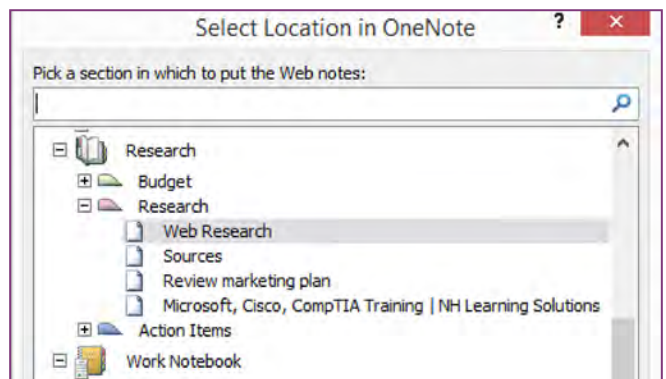 Select Location in OneNote ?
Pick a section in which to put the Web notes:
Research
Budget
Research
Web Research
Sources
Review marketing plan
Microsoft, Cisco, CompTIA Training | NH Learning Solutions
Action Items
Work Notebook